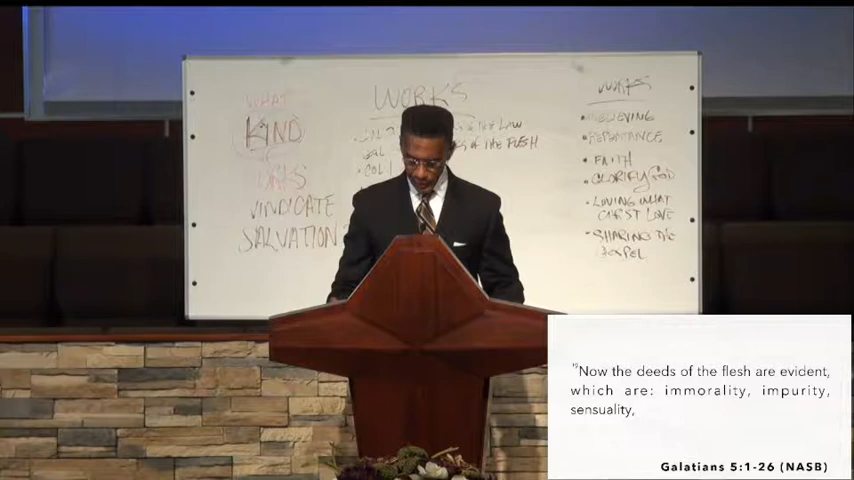 WHAT
KIND
WORKS
VINDICATE
SALVATION
WORKS
THE LAW
OF THE FLESH
COL 1
WORKS
• BELIEVING
• REPENTANCE
• FAITH
• GLORIFY GOD
• LOVING WHAT
CHRIST LOVE
• SHARING THE
GOSPEL
¹⁹Now the deeds of the flesh are evident,
which are: immorality, impurity,
sensuality,
Galatians 5:1-26 (NASB)